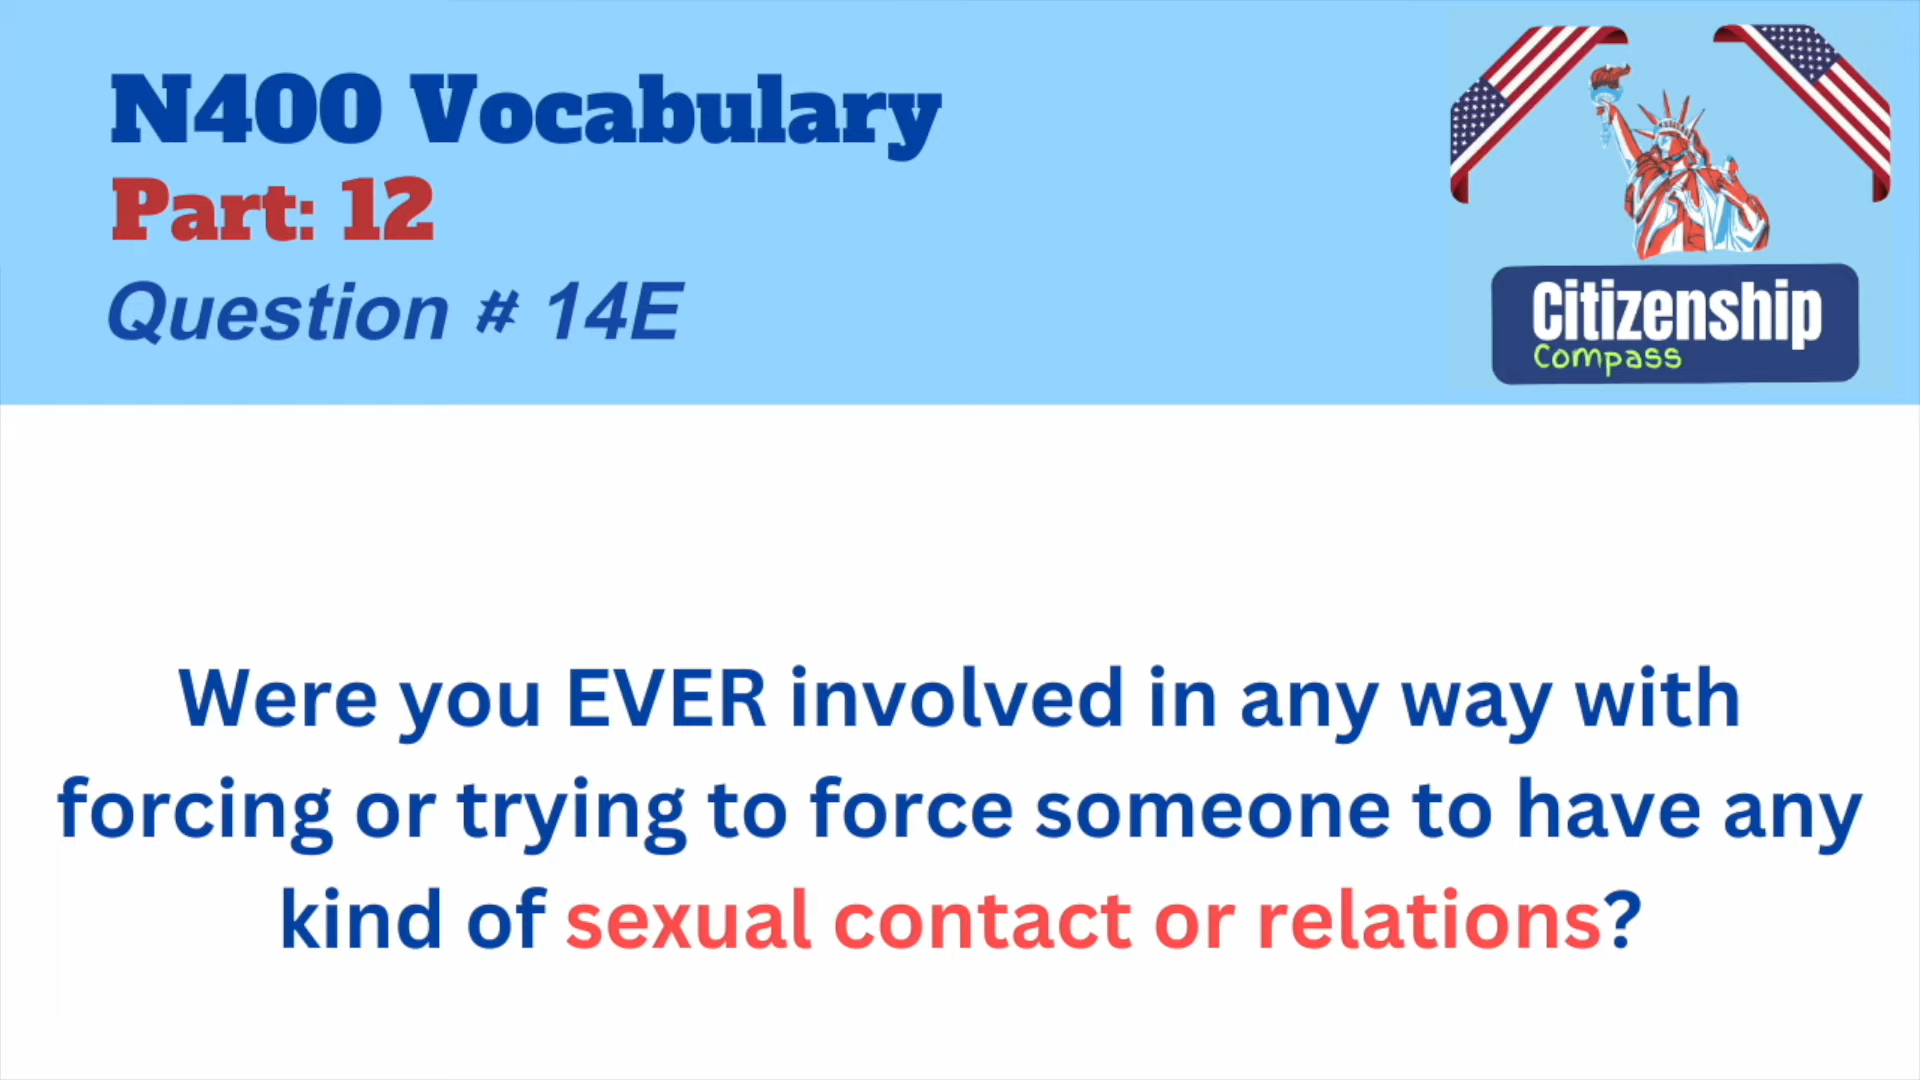 N400 Vocabulary
Part: 12
Question # 14E
Citizenship
Compass
Were you EVER involved in any way with
forcing or trying to force someone to have any
kind of sexual contact or relations?